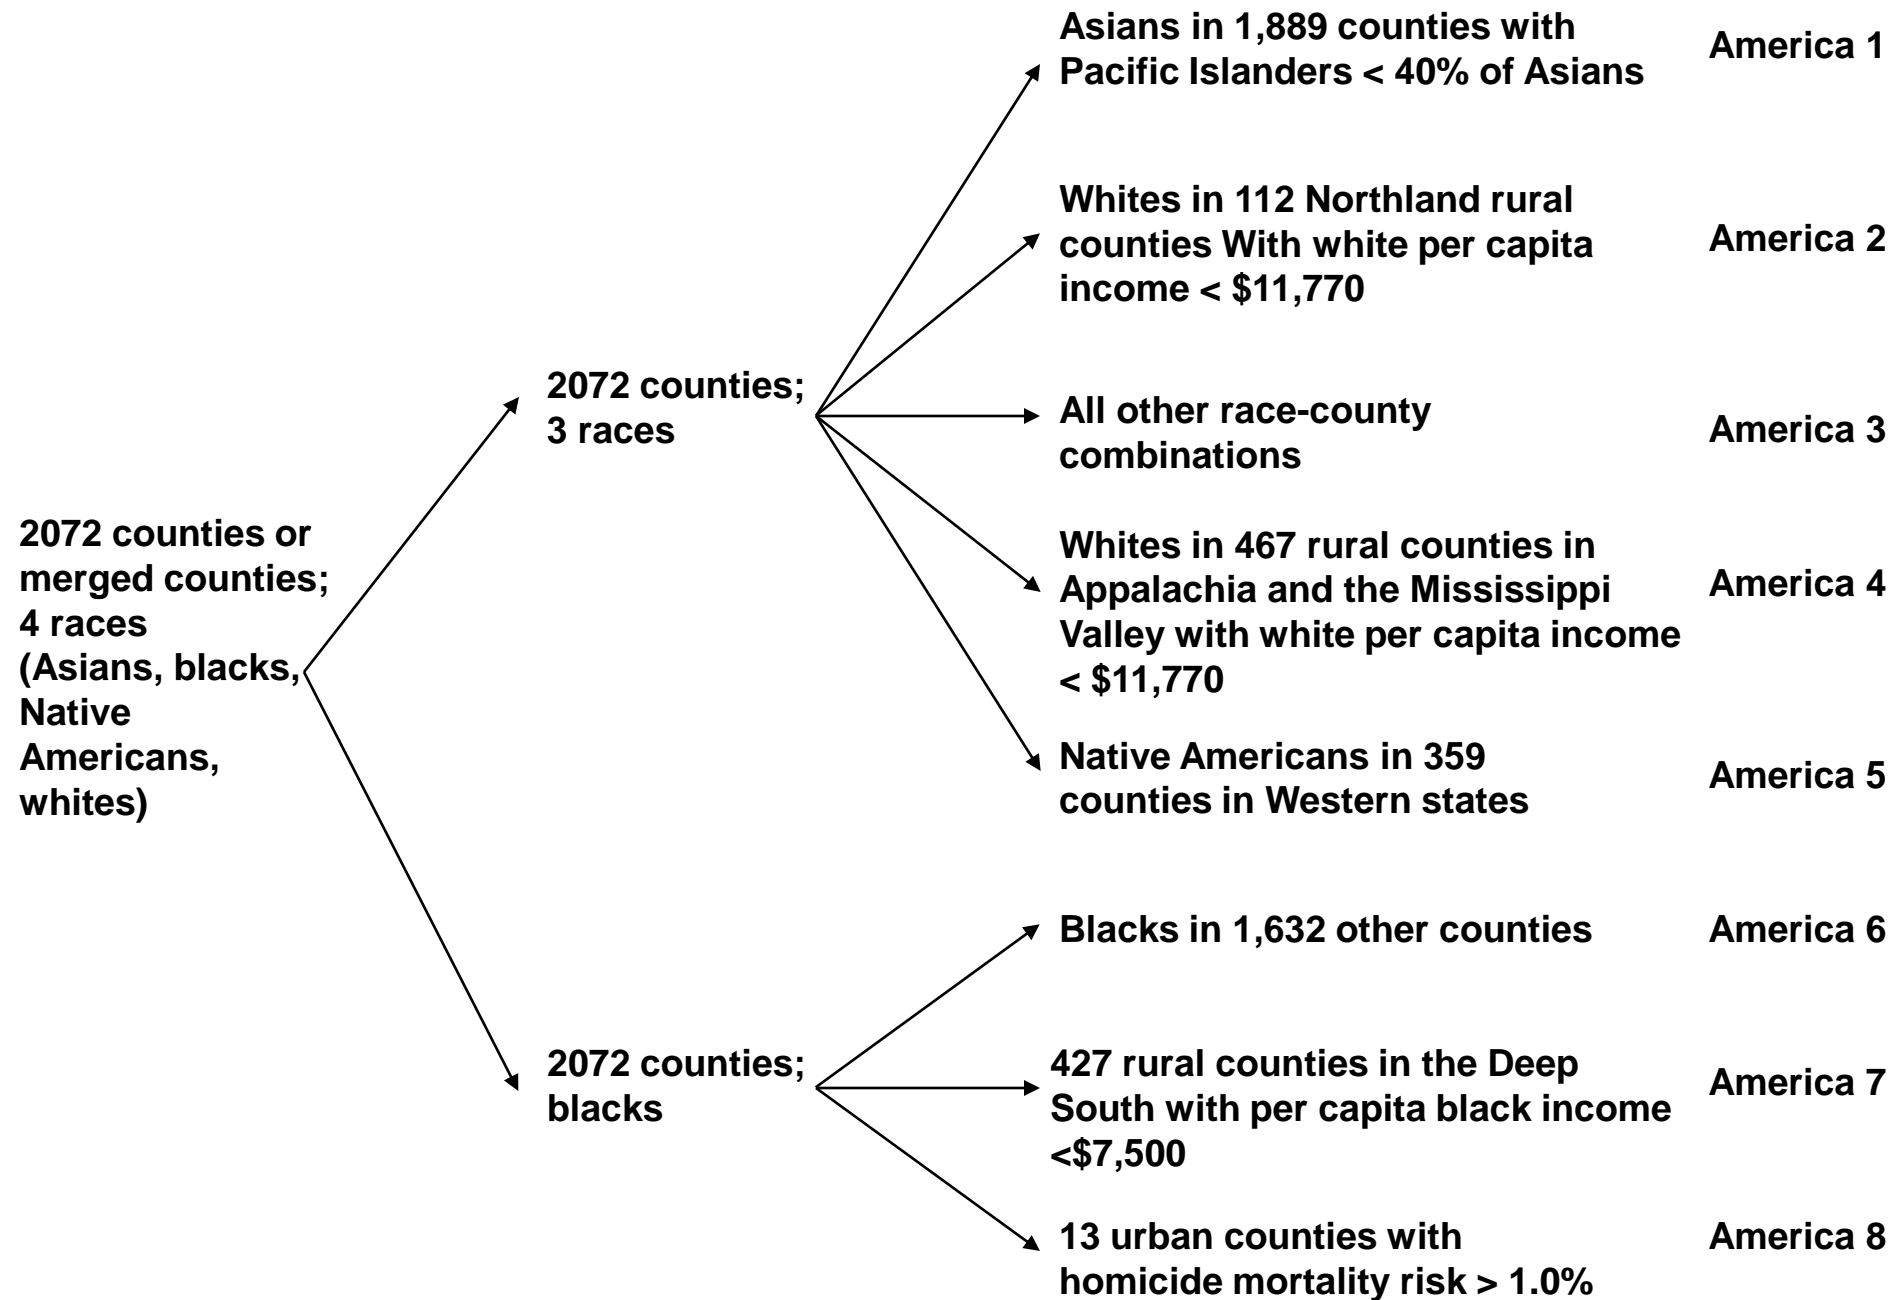 2072 counties or
merged counties;
4 races
(Asians, blacks,
Native
Americans,
whites)
2072 counties;
3 races
2072 counties;
blacks
Asians in 1,889 counties with
Pacific Islanders < 40% of Asians
America 1
Whites in 112 Northland rural
counties With white per capita
income < $11,770
America 2
All other race-county
combinations
America 3
Whites in 467 rural counties in
Appalachia and the Mississippi
Valley with white per capita income
< $11,770
America 4
Native Americans in 359
counties in Western states
America 5
Blacks in 1,632 other counties
America 6
427 rural counties in the Deep
South with per capita black income
<$7,500
America 7
13 urban counties with
homicide mortality risk > 1.0%
America 8